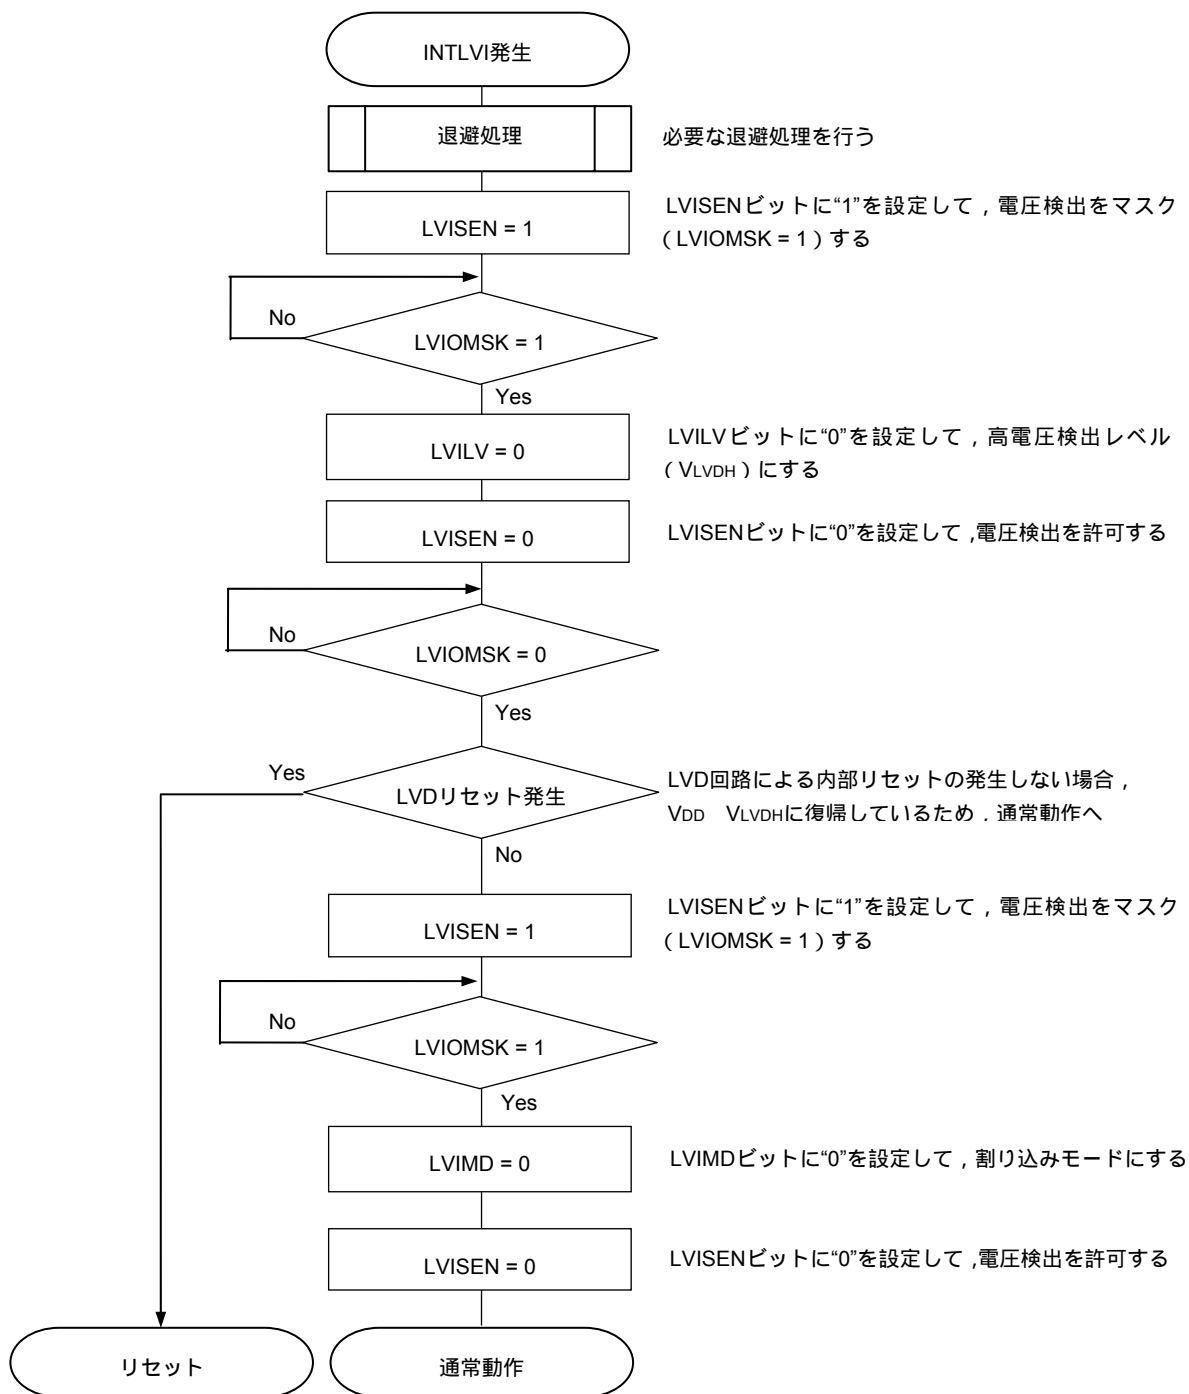 INTLVI発生
退避処理
必要な退避処理を行う
LVISEN = 1
LVISENビットに“1”を設定して，電圧検出をマスク
（LVIOMSK = 1）する
No
LVIOMSK = 1
Yes
LVILV = 0
LVILVビットに“0”を設定して，高電圧検出レベル
（VLVDH）にする
LVISEN = 0
LVISENビットに“0”を設定して，電圧検出を許可する
No
LVIOMSK = 0
Yes
Yes
LVDリセット発生
LVD回路による内部リセットの発生しない場合，
VDD　VLVDHに復帰しているため，通常動作へ
No
LVISEN = 1
LVISENビットに“1”を設定して，電圧検出をマスク
（LVIOMSK = 1）する
No
LVIOMSK = 1
Yes
LVIMD = 0
LVIMDビットに“0”を設定して，割り込みモードにする
LVISEN = 0
LVISENビットに“0”を設定して，電圧検出を許可する
リセット
通常動作